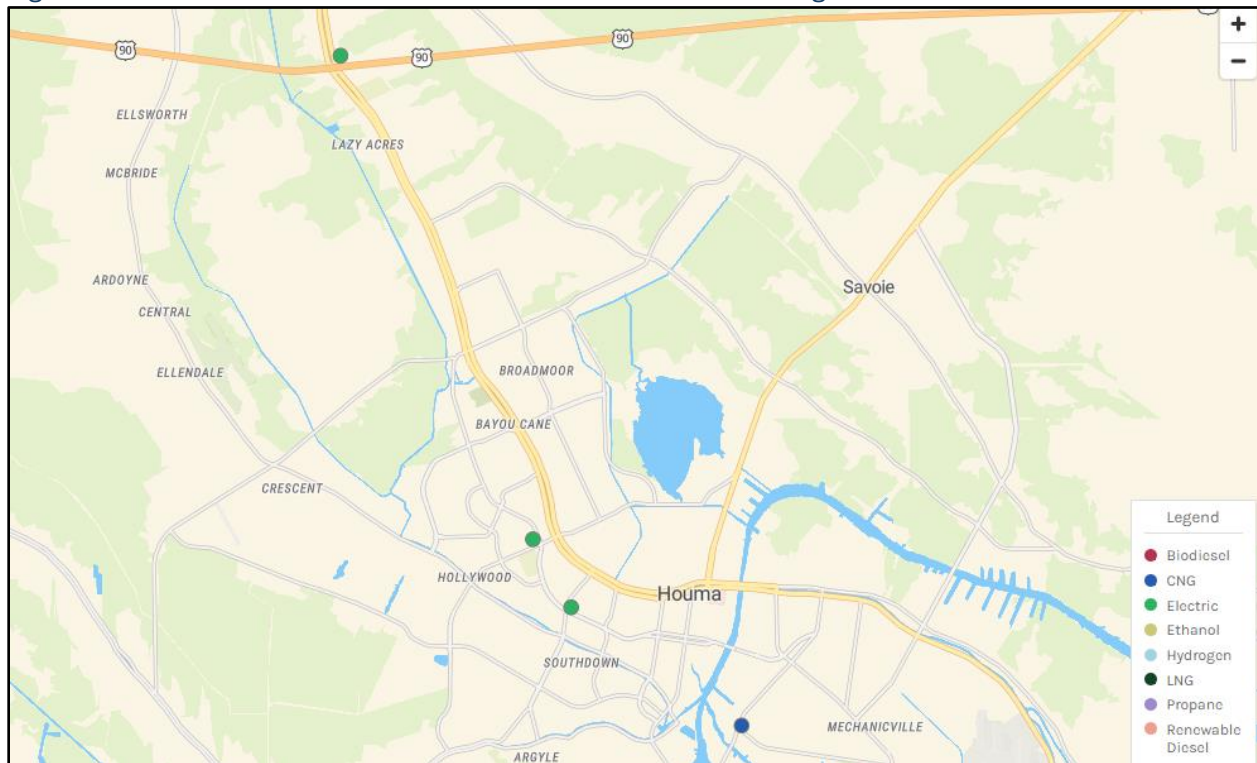 90
90
90
+
−
ELLSWORTH
LAZY ACRES
MCBRIDE
ARDOYNE
CENTRAL
Savoie
ELLENDALE
BROADMOOR
BAYOU CANE
CRESCENT
HOLLYWOOD
Houma
SOUTHDOWN
MECHANICVILLE
ARGYLE
Legend
Biodiesel
CNG
Electric
Ethanol
Hydrogen
LNG
Propane
Renewable
Diesel